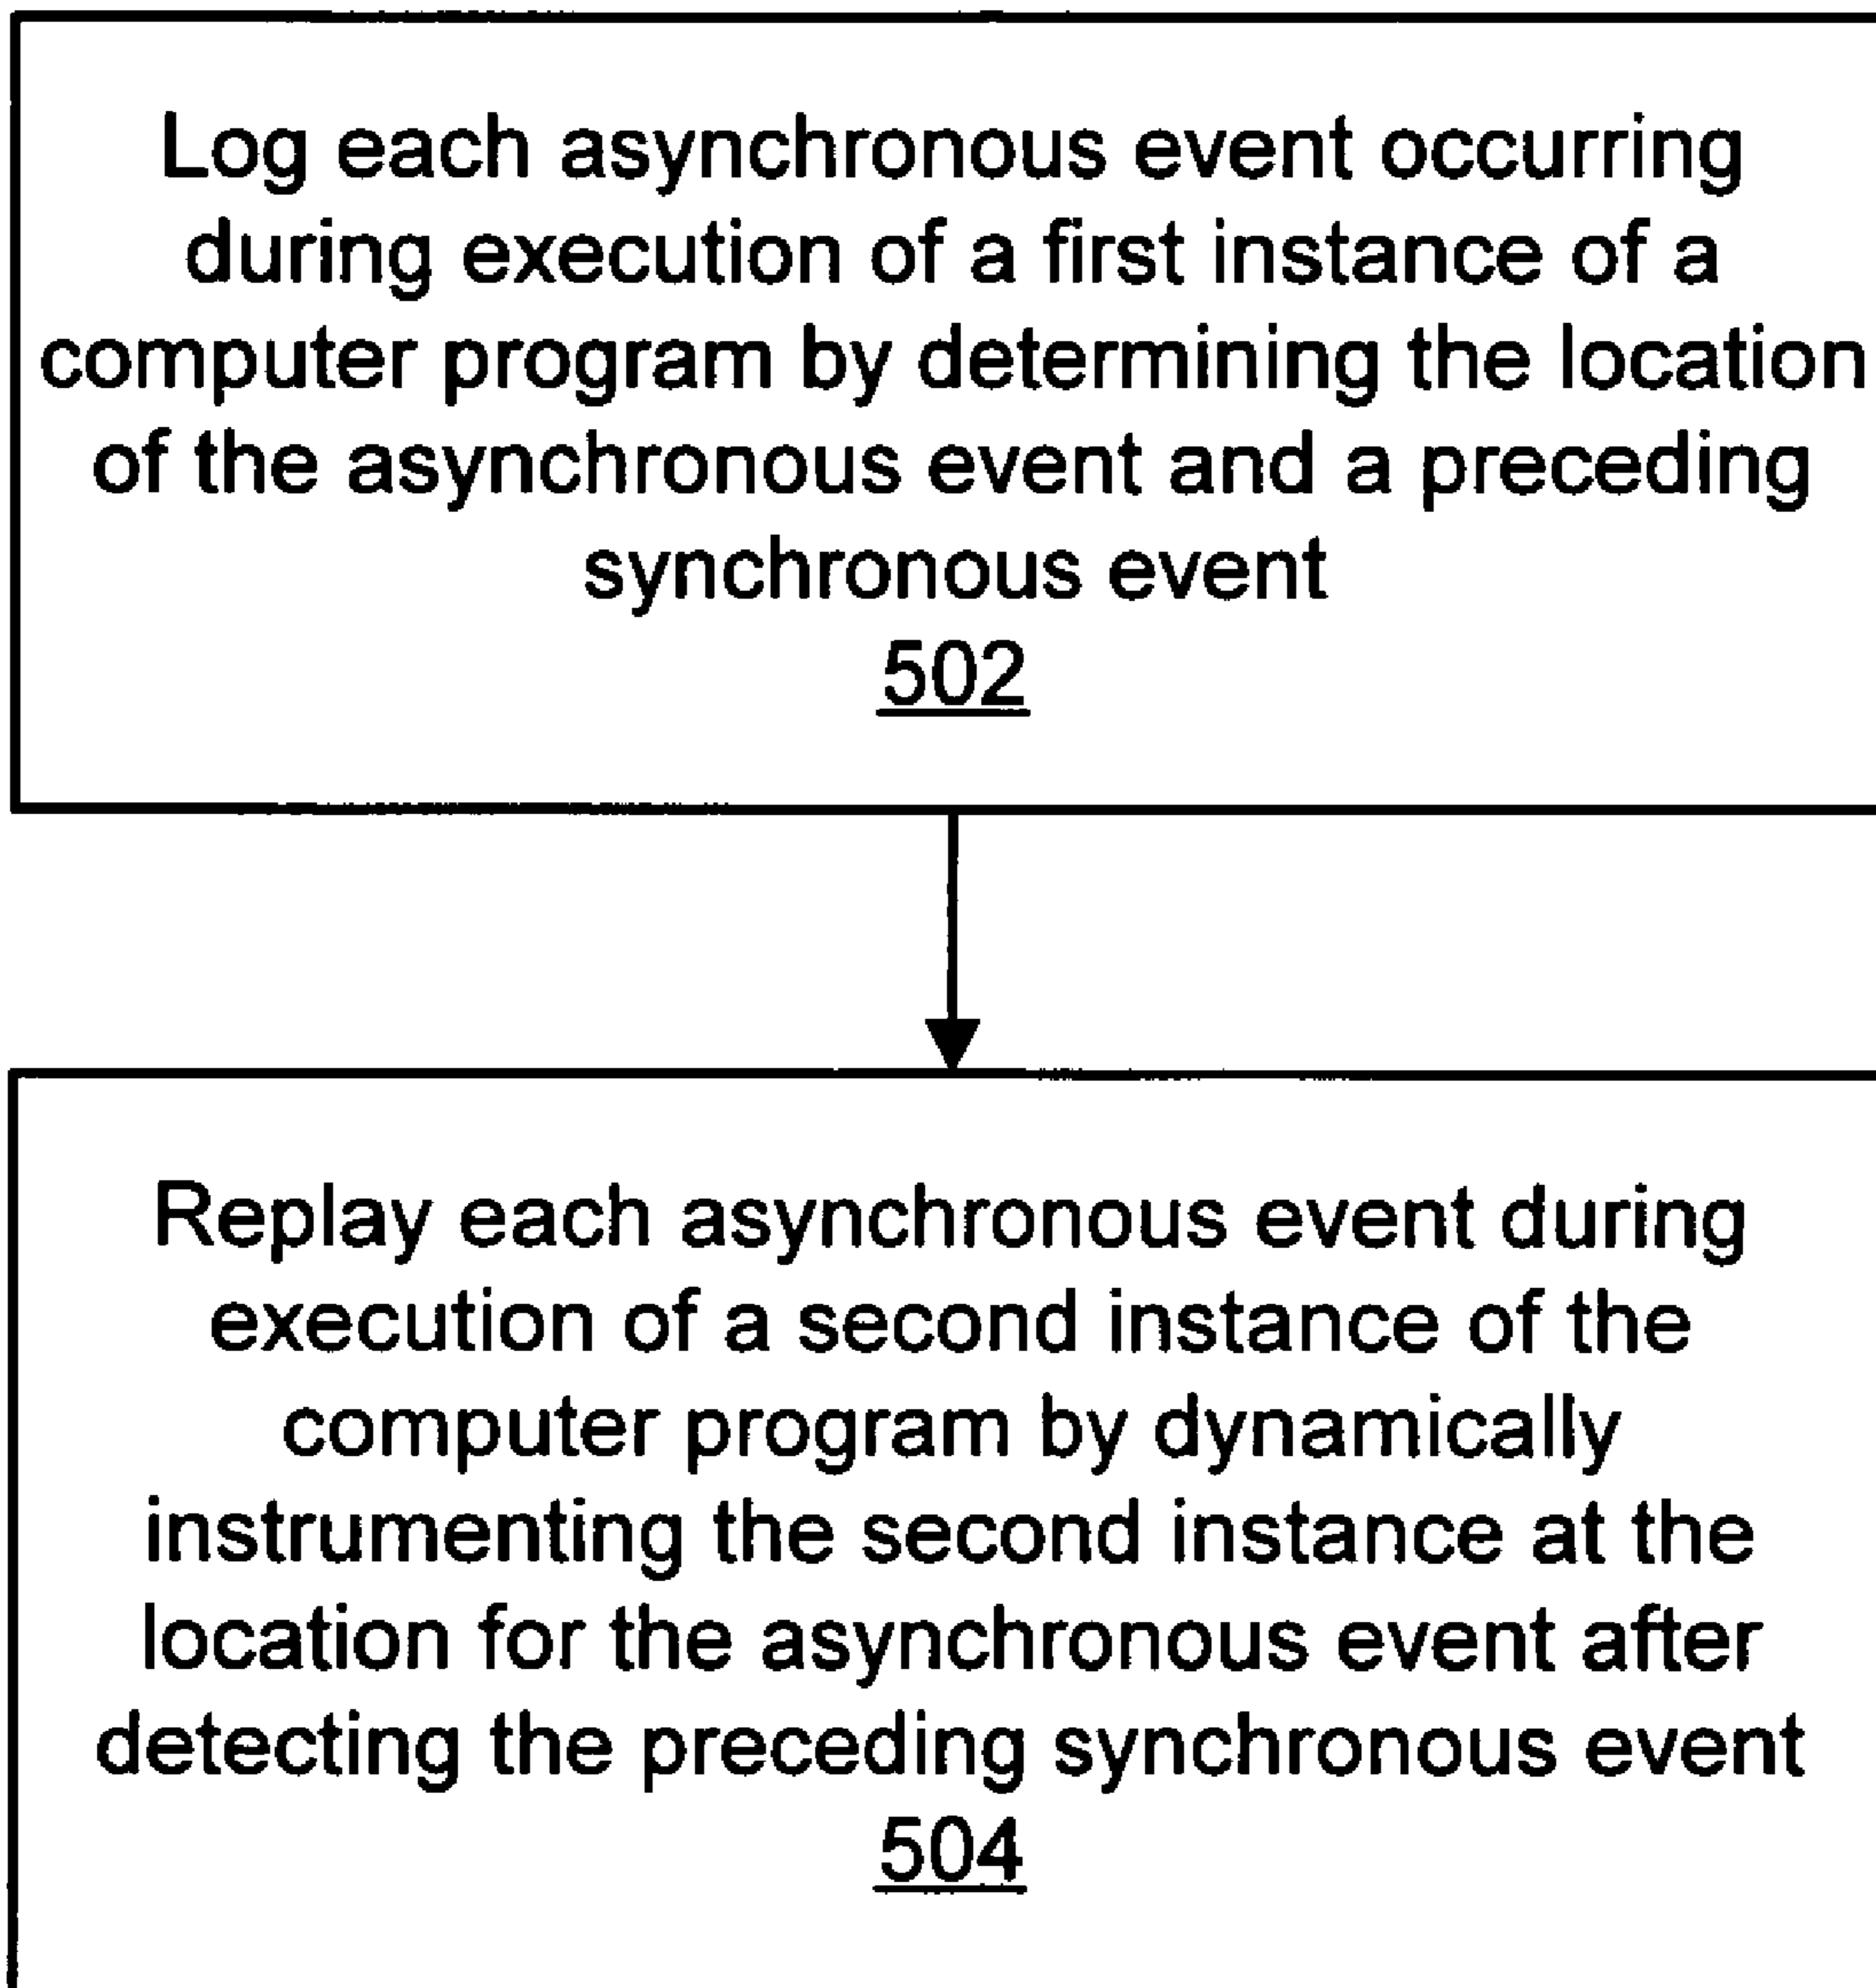 Log each asynchronous event occurring
during execution of a first instance of a
computer program by determining the location
of the asynchronous event and a preceding
synchronous event
502
Replay each asynchronous event during
execution of a second instance of the
computer program by dynamically
instrumenting the second instance at the
location for the asynchronous event after
detecting the preceding synchronous event
504